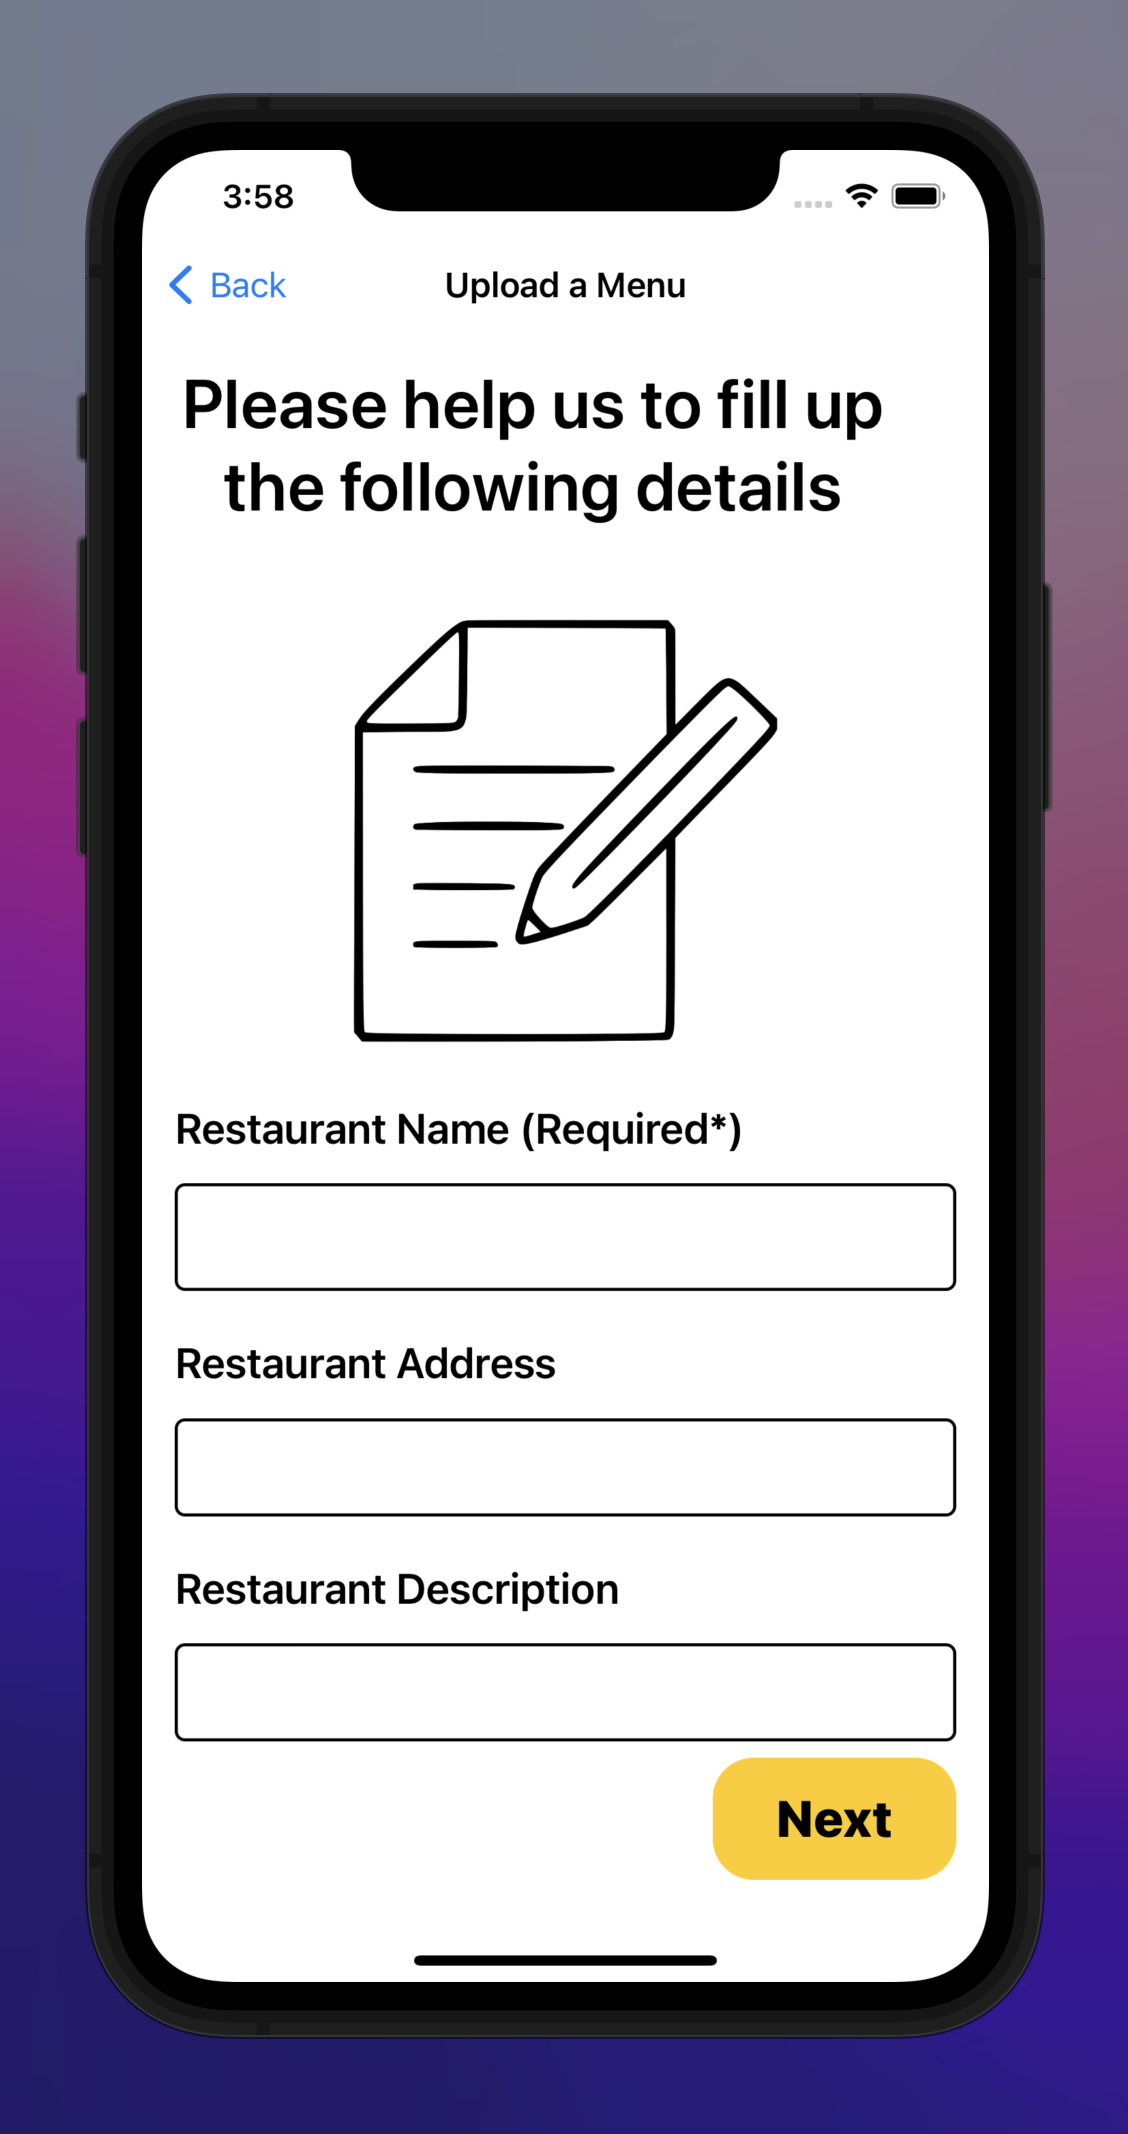 3:58
Back
Upload a Menu
Please help us to fill up
the following details
Restaurant Name (Required*)
Restaurant Address
Restaurant Description
Next